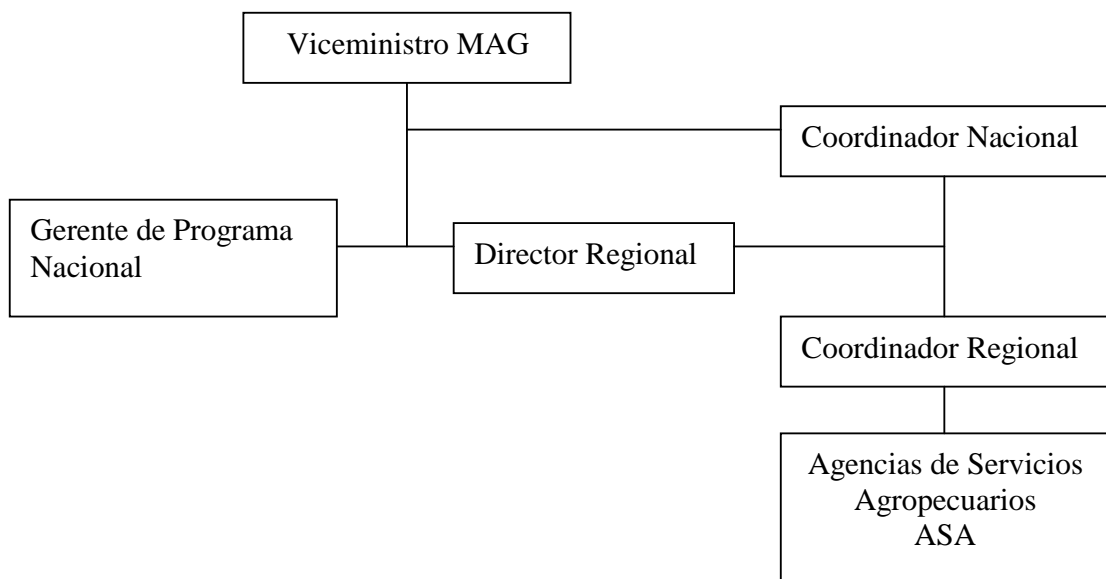 Viceministro MAG
Coordinador Nacional
Gerente de Programa
Nacional
Director Regional
Coordinador Regional
Agencias de Servicios
Agropecuarios
ASA